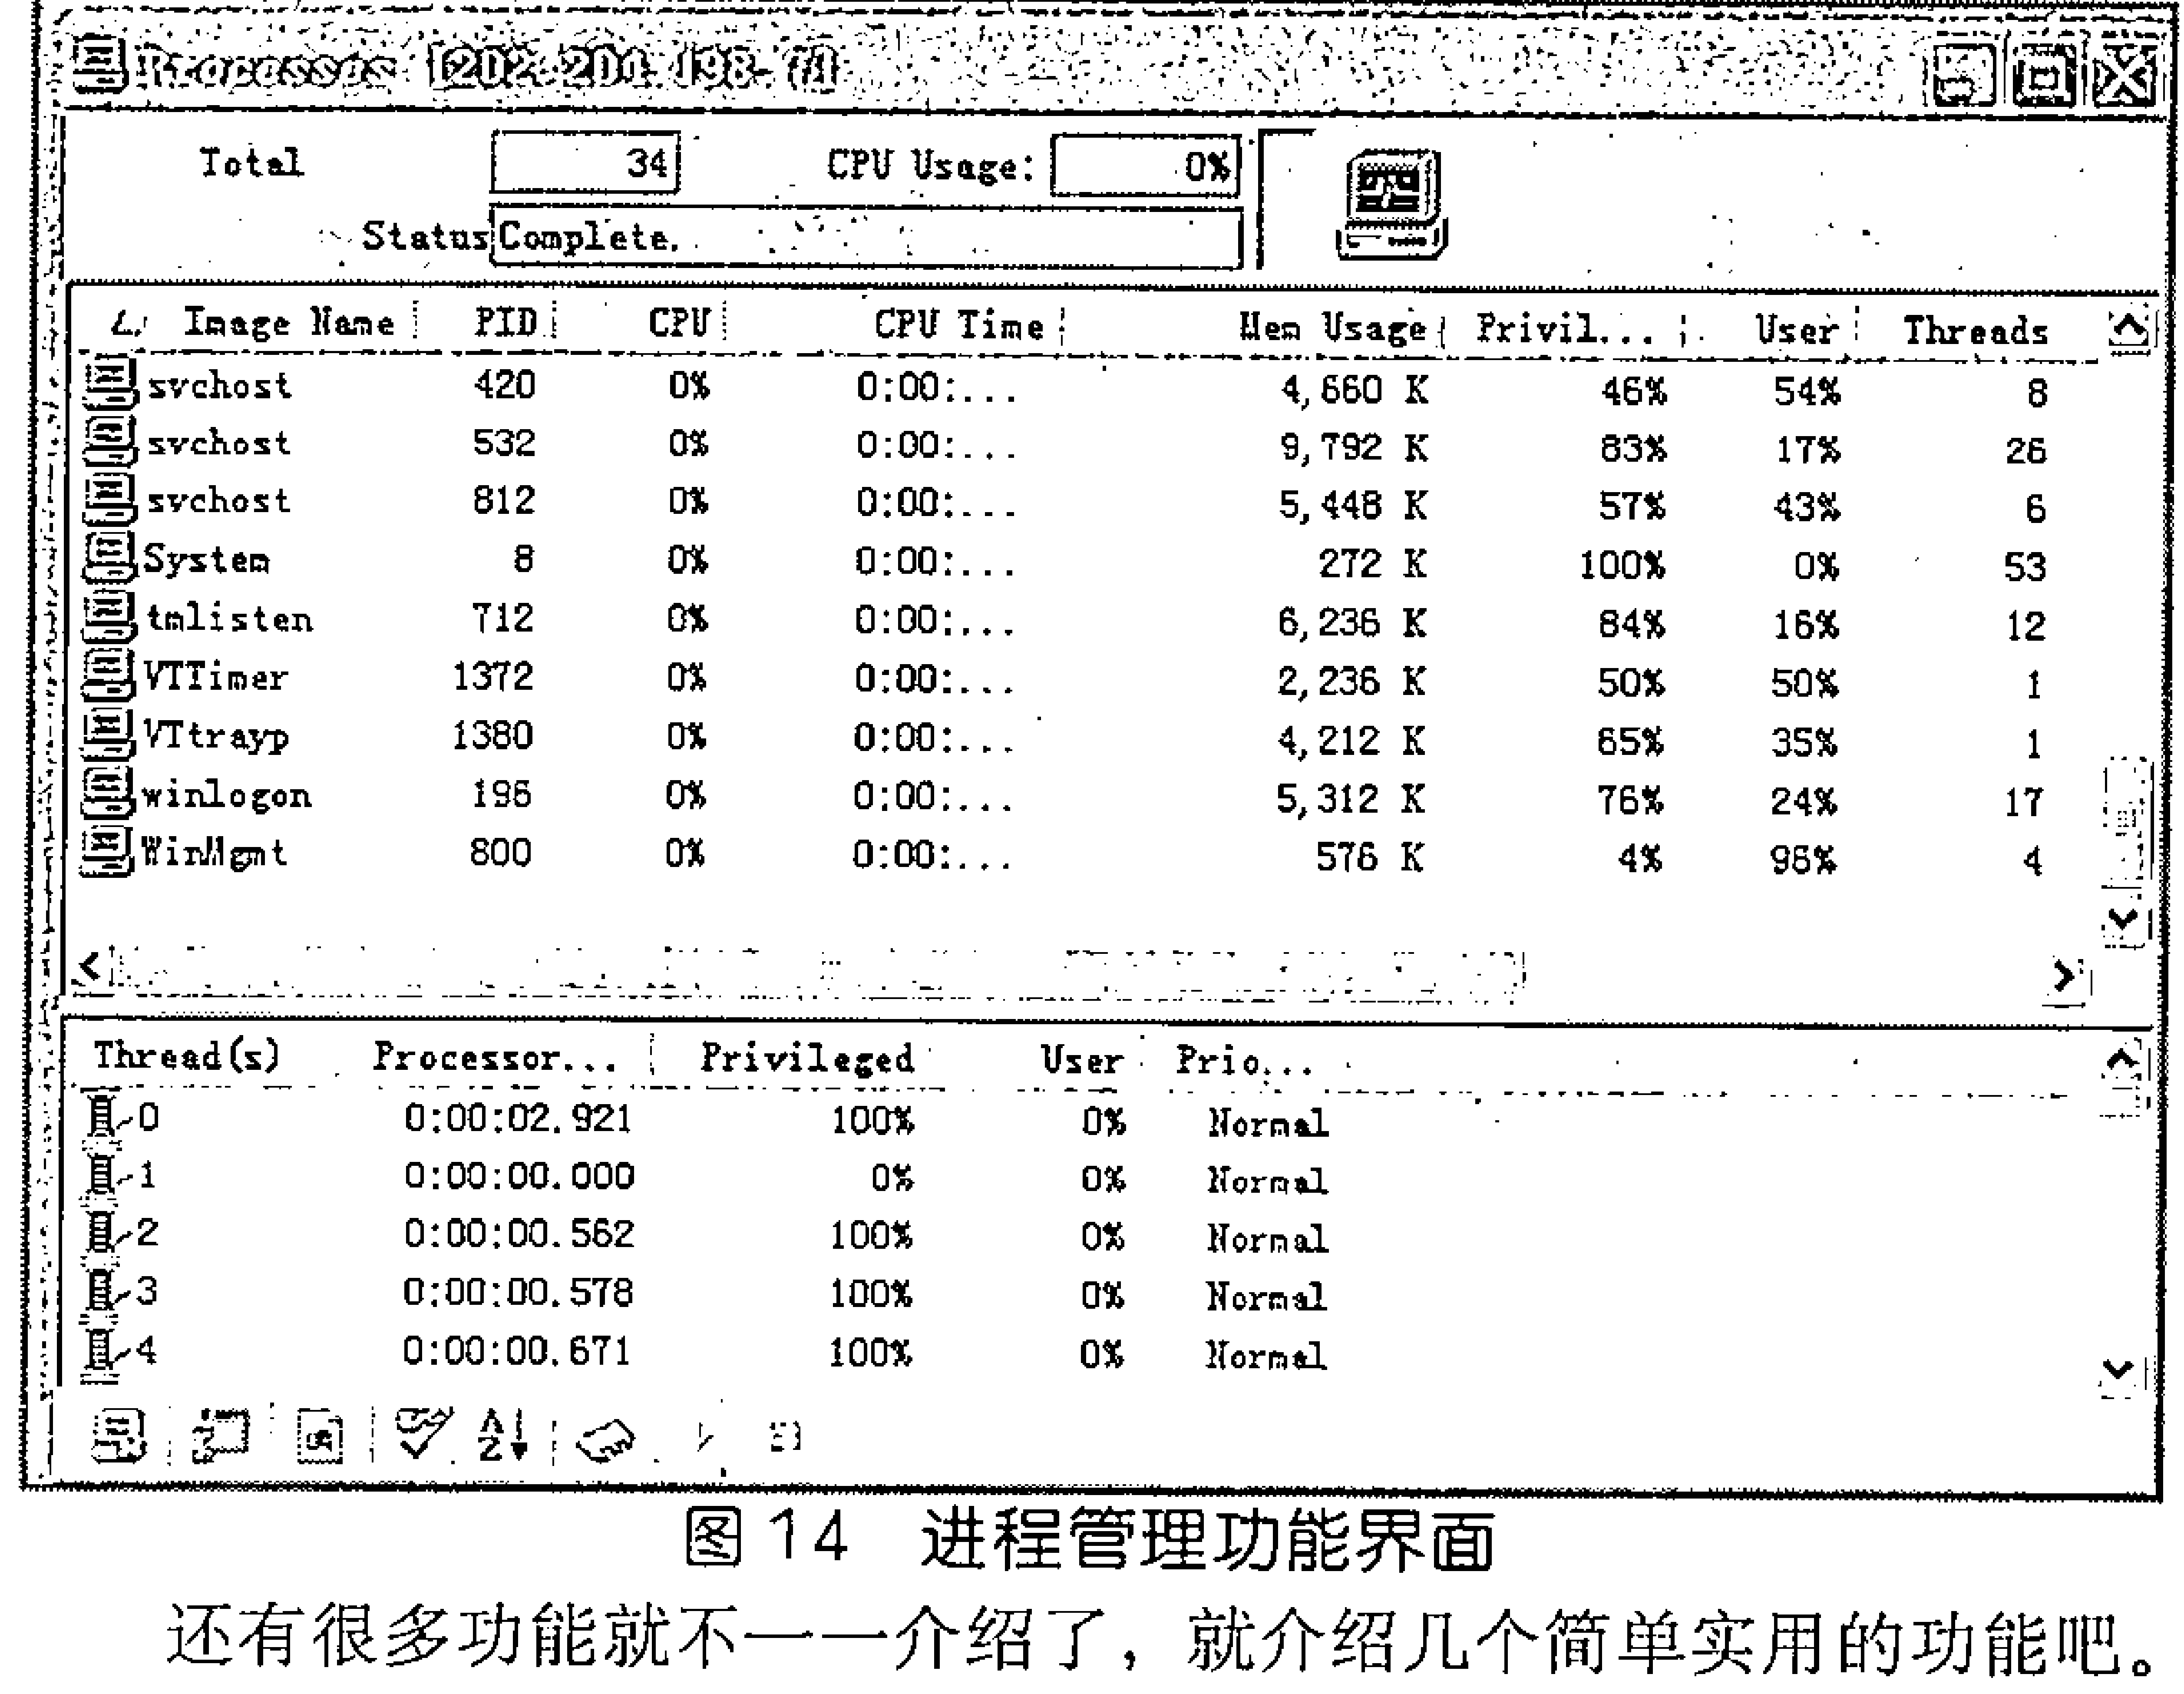 Processes
Total 34 CPU Usage: 0%
Status Complete.
Image Name PID CPU CPU Time Mem Usage Privil... User Threads
svchost 420 0% 0:00:... 4,660 K 46% 54% 8
svchost 532 0% 0:00:... 9,792 K 83% 17% 26
svchost 812 0% 0:00:... 5,448 K 57% 43% 6
System 8 0% 0:00:... 272 K 100% 0% 53
tmlisten 712 0% 0:00:... 6,236 K 84% 16% 12
VTTimer 1372 0% 0:00:... 2,236 K 50% 50% 1
VTtrayp 1380 0% 0:00:... 4,212 K 65% 35% 1
winlogon 196 0% 0:00:... 5,312 K 76% 24% 17
WinMgmt 800 0% 0:00:... 576 K 4% 96% 4
Thread(s) Processor... Privileged User Prio...
0 0:00:02.921 100% 0% Normal
1 0:00:00.000 0% 0% Normal
2 0:00:00.562 100% 0% Normal
3 0:00:00.578 100% 0% Normal
4 0:00:00.671 100% 0% Normal
图14 进程管理功能界面
还有很多功能就不一一介绍了，就介绍几个简单实用的功能吧。